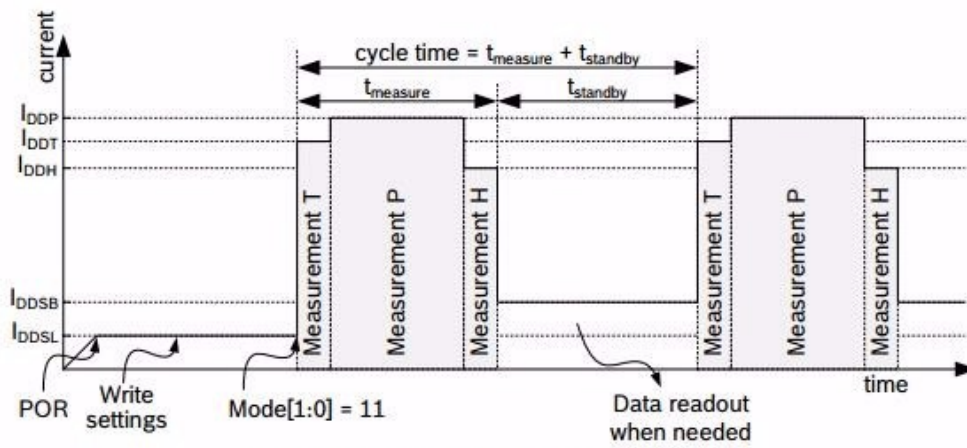 current
cycle time = tmeasure + tstandby
tmeasure
tstandby
IDDP
IDDT
IDDH
IDDSB
IDDSL
Measurement T
Measurement P
Measurement H
Measurement T
Measurement P
Measurement H
time
POR
Write
settings
Mode[1:0] = 11
Data readout
when needed